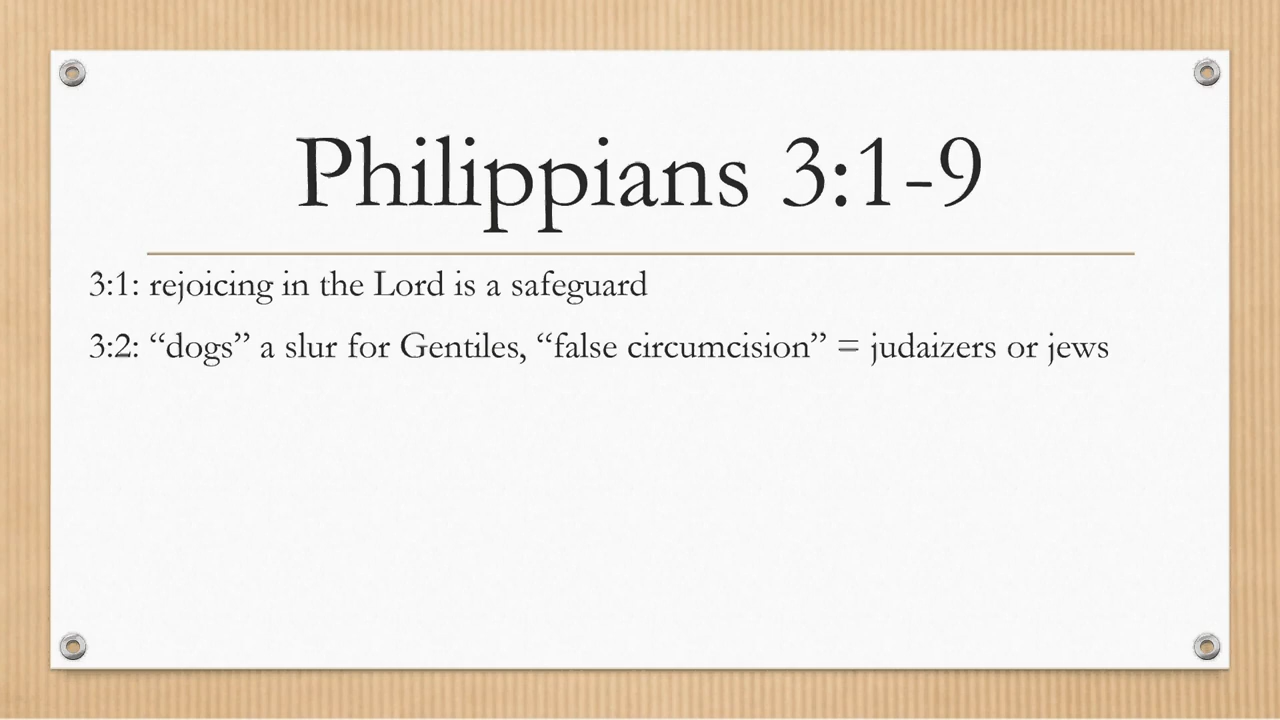 Philippians 3:1-9
3:1: rejoicing in the Lord is a safeguard
3:2: “dogs” a slur for Gentiles, “false circumcision” = judaizers or jews